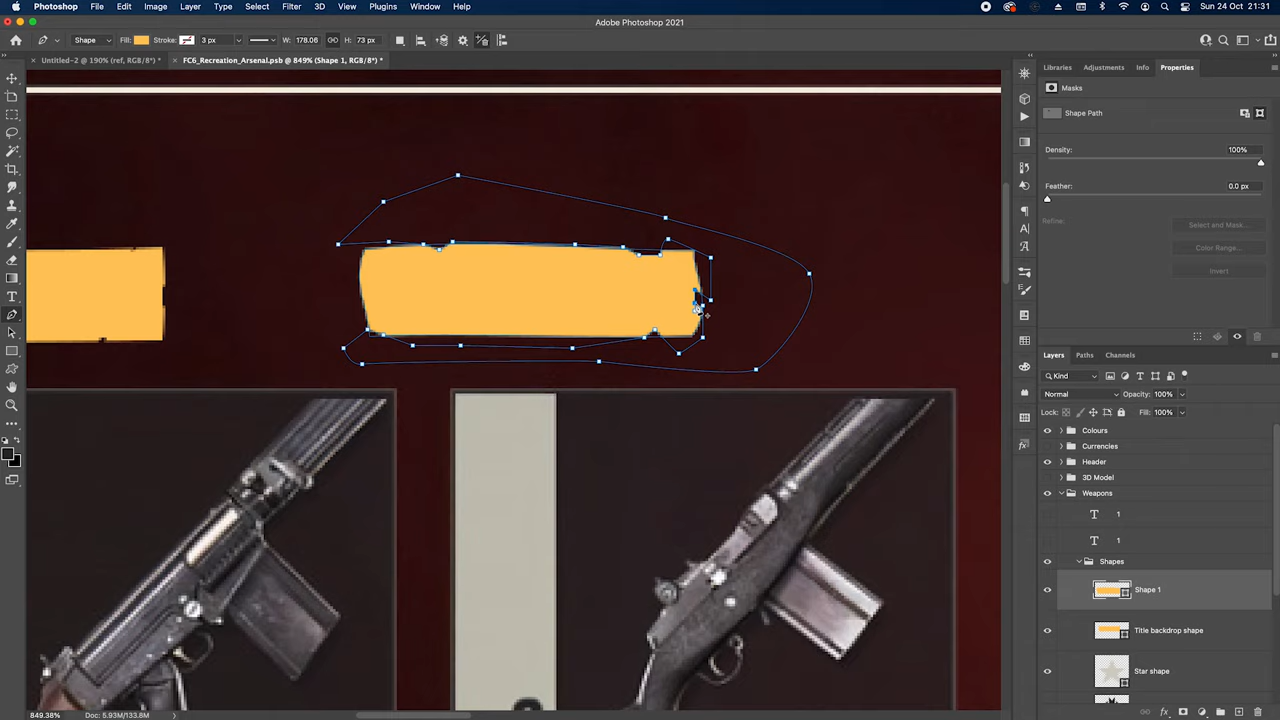 Photoshop File Edit Image Layer Type Select Filter 3D View Plugins Window Help Sun 24 Oct 21:31
Adobe Photoshop 2021
Shape Fill: Stroke: 3 px W: 178.06 H: 73 px
Untitled-2 @ 190% (ref, RGB/8*) * FC6_Recreation_Arsenal.psb @ 849% (Shape 1, RGB/8*) *
Libraries Adjustments Info Properties
Masks
Shape Path
Density: 100%
Feather: 0.0 px
Refine: Select and Mask...
Color Range...
Invert
Layers Paths Channels
Kind
Normal Opacity: 100%
Lock: Fill: 100%
Colours
Currencies
Header
3D Model
Weapons
T 1
T 1
Shapes
Shape 1
Title backdrop shape
Star shape
849.38% Doc: 5.93M/133.8M